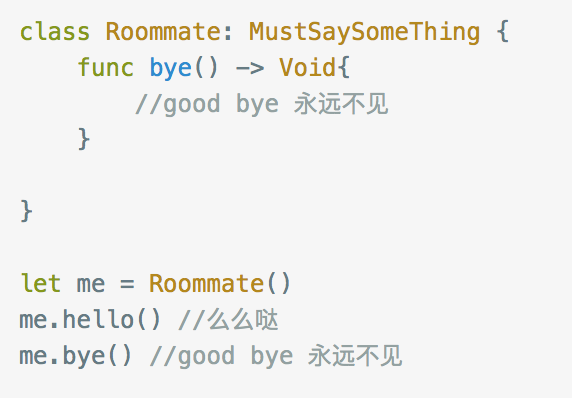 class Roommate: MustSaySomeThing {
    func bye() -> Void{
        //good bye 永远不见
    }
}
let me = Roommate()
me.hello() //么么哒
me.bye() //good bye 永远不见